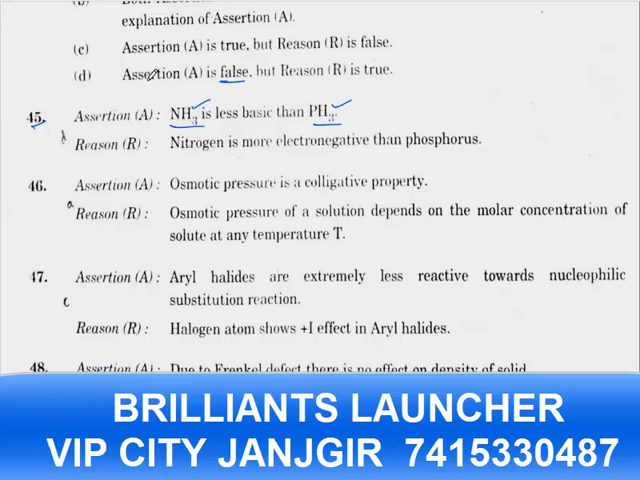 explanation of Assertion (A).
(c) Assertion (A) is true, but Reason (R) is false.
(d) Assertion (A) is false, but Reason (R) is true.
45. Assertion (A) : NH3 is less basic than PH3.
Reason (R) : Nitrogen is more electronegative than phosphorus.
46. Assertion (A) : Osmotic pressure is a colligative property.
a Reason (R) : Osmotic pressure of a solution depends on the molar concentration of
solute at any temperature T.
47. Assertion (A) : Aryl halides are extremely less reactive towards nucleophilic
c substitution reaction.
Reason (R) : Halogen atom shows +I effect in Aryl halides.
48. Assertion (A) : Due to Frenkel defect there is no effect on density of solid.
BRILLIANTS LAUNCHER
VIP CITY JANJGIR 7415330487